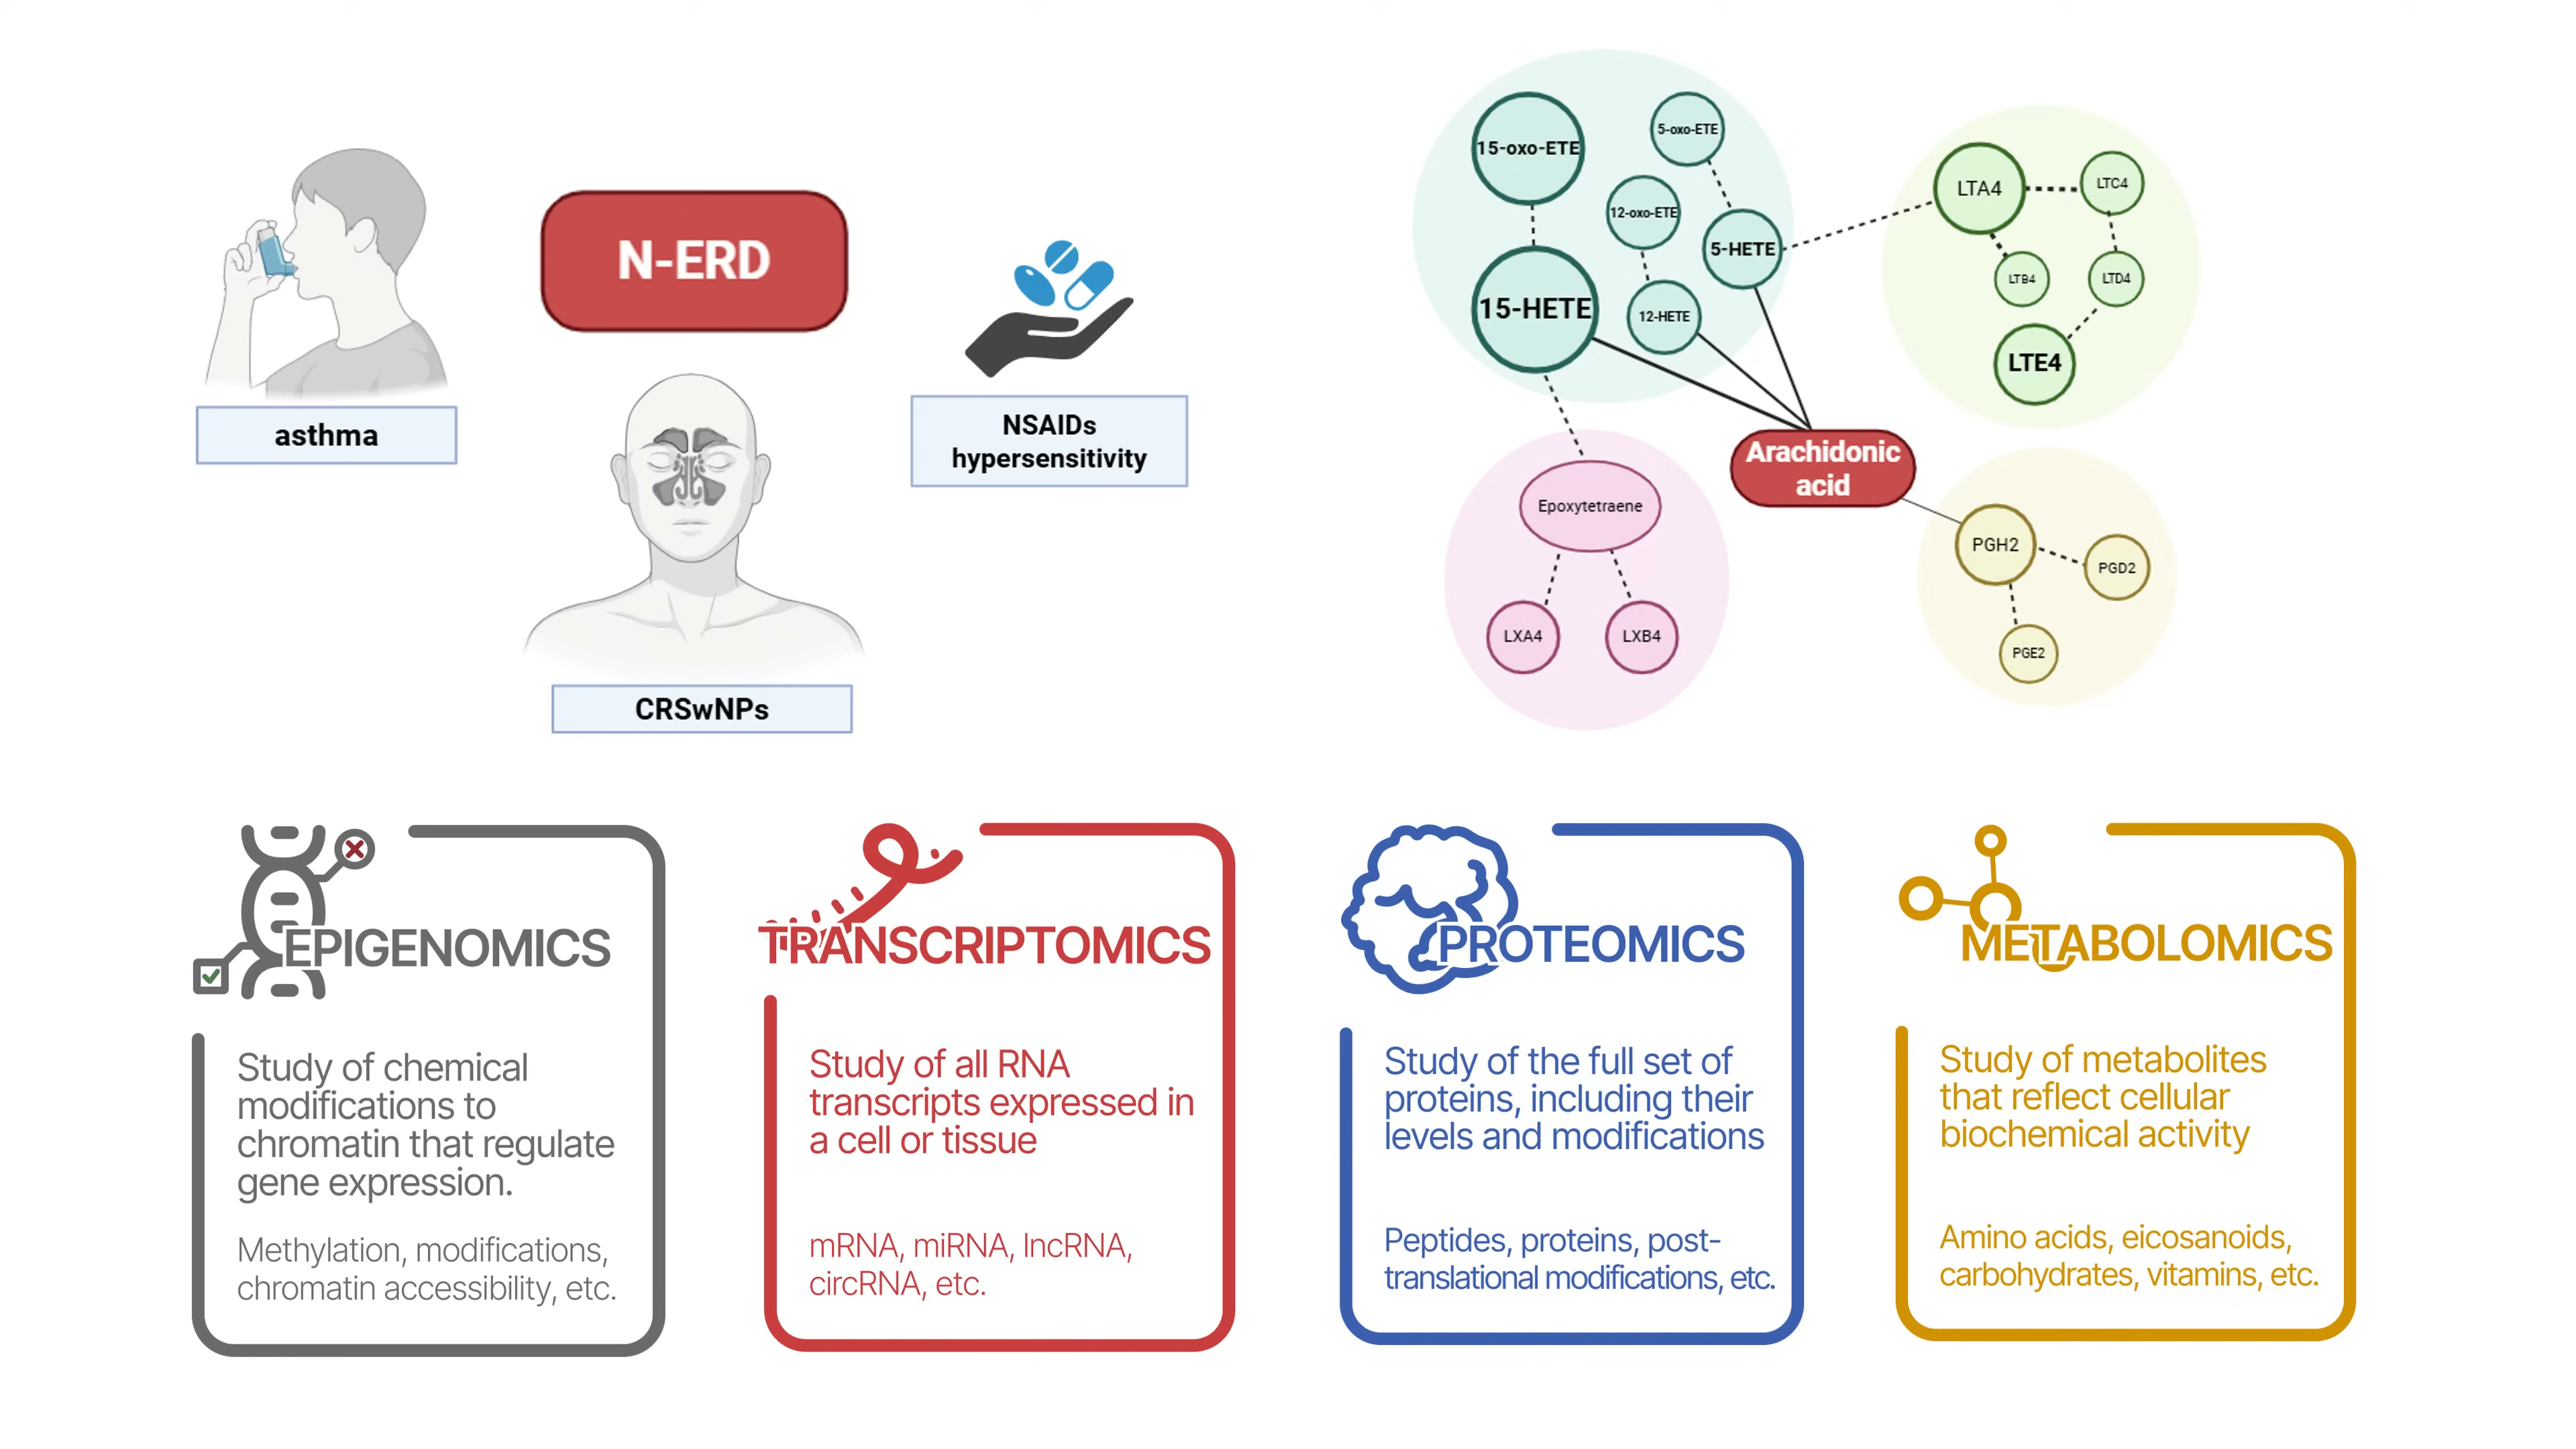 N-ERD
asthma
NSAIDs
hypersensitivity
CRSwNPs
15-oxo-ETE
5-oxo-ETE
12-oxo-ETE
5-HETE
15-HETE
12-HETE
LTA4
LTC4
LTB4
LTD4
LTE4
Arachidonic
acid
Epoxytetraene
LXA4
LXB4
PGH2
PGD2
PGE2
EPIGENOMICS
Study of chemical
modifications to
chromatin that regulate
gene expression.
Methylation, modifications,
chromatin accessibility, etc.
TRANSCRIPTOMICS
Study of all RNA
transcripts expressed in
a cell or tissue
mRNA, miRNA, lncRNA,
circRNA, etc.
PROTEOMICS
Study of the full set of
proteins, including their
levels and modifications
Peptides, proteins, post-
translational modifications, etc.
METABOLOMICS
Study of metabolites
that reflect cellular
biochemical activity
Amino acids, eicosanoids,
carbohydrates, vitamins, etc.